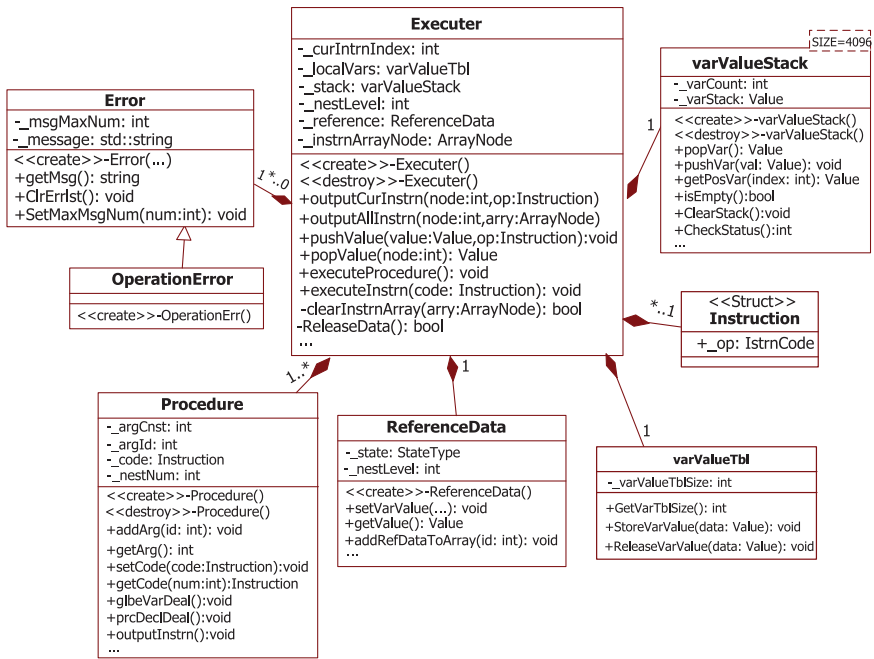 Executer
-_curIntrnIndex: int
-_localVars: varValueTbl
-_stack: varValueStack
-_nestLevel: int
-_reference: ReferenceData
-_instrnArrayNode: ArrayNode
<<create>>-Executer()
<<destroy>>-Executer()
+outputCurInstrn(node:int,op:Instruction)
+outputAllInstrn(node:int,arry:ArrayNode)
+pushValue(value:Value,op:Instruction):void
+popValue(node:int): Value
+executeProcedure(): void
+executeInstrn(code: Instruction): void
-clearInstrnArray(arry:ArrayNode): bool
-ReleaseData(): bool
...
SIZE=4096
varValueStack
-_varCount: int
-_varStack: Value
<<create>>-varValueStack()
<<destroy>>-varValueStack()
+popVar(): Value
+pushVar(val: Value): void
+getPosVar(index: int): Value
+isEmpty():bool
+ClearStack():void
+CheckStatus():int
...
1
Error
-_msgMaxNum: int
-_message: std::string
<<create>>-Error(...)
+getMsg(): string
+ClrErrlst(): void
+SetMaxMsgNum(num:int): void
1*..0
OperationError
<<create>>-OperationErr()
*..1
<<Struct>>
Instruction
+_op: IstrnCode
1..*
1
1
Procedure
-_argCnst: int
-_argId: int
-_code: Instruction
-_nestNum: int
<<create>>-Procedure()
<<destroy>>-Procedure()
+addArg(id: int): void
+getArg(): int
+setCode(code:Instruction):void
+getCode(num:int):Instruction
+glbeVarDeal():void
+prcDeclDeal():void
+outputInstrn():void
...
ReferenceData
-_state: StateType
-_nestLevel: int
<<create>>-ReferenceData()
+setVarValue(...): void
+getValue(): Value
+addRefDataToArray(id: int): void
...
varValueTbl
-_varValueTblSize: int
+GetVarTblSize(): int
+StoreVarValue(data: Value): void
+ReleaseVarValue(data: Value): void